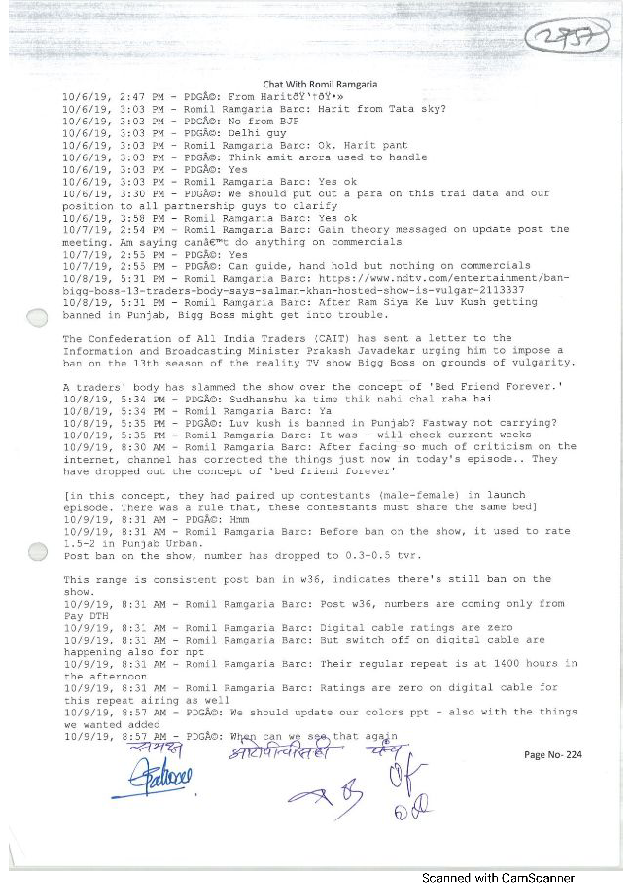 2957
Chat With Romil Ramgaria
10/6/19, 2:47 PM - PDGÂ©: From HaritðŸ‘†ðŸ•»
10/6/19, 3:03 PM - Romil Ramgaria Barc: Harit from Tata sky?
10/6/19, 3:03 PM - PDGÂ©: No from BJP
10/6/19, 3:03 PM - PDGÂ©: Delhi guy
10/6/19, 3:03 PM - Romil Ramgaria Barc: Ok. Harit pant
10/6/19, 3:03 PM - PDGÂ©: Think amit arora used to handle
10/6/19, 3:03 PM - PDGÂ©: Yes
10/6/19, 3:03 PM - Romil Ramgaria Barc: Yes ok
10/6/19, 3:30 PM - PDGÂ©: We should put out a para on this trai data and our
position to all partnership guys to clarify
10/6/19, 3:58 PM - Romil Ramgaria Barc: Yes ok
10/7/19, 2:54 PM - Romil Ramgaria Barc: Gain theory messaged on update post the
meeting. Am saying canâ€™t do anything on commercials
10/7/19, 2:55 PM - PDGÂ©: Yes
10/7/19, 2:55 PM - PDGÂ©: Can guide, hand hold but nothing on commercials
10/8/19, 5:31 PM - Romil Ramgaria Barc: https://www.ndtv.com/entertainment/ban-
bigg-boss-13-traders-body-says-salman-khan-hosted-show-is-vulgar-2113337
10/8/19, 5:31 PM - Romil Ramgaria Barc: After Ram Siya Ke Luv Kush getting
banned in Punjab, Bigg Boss might get into trouble.
The Confederation of All India Traders (CAIT) has sent a letter to the
Information and Broadcasting Minister Prakash Javadekar urging him to impose a
ban on the 13th season of the reality TV show Bigg Boss on grounds of vulgarity.
A traders' body has slammed the show over the concept of 'Bed Friend Forever.'
10/8/19, 5:34 PM - PDGÂ©: Sudhanshu ka time thik nahi chal raha hai
10/8/19, 5:34 PM - Romil Ramgaria Barc: Ya
10/8/19, 5:35 PM - PDGÂ©: Luv kush is banned in Punjab? Fastway not carrying?
10/8/19, 5:35 PM - Romil Ramgaria Barc: It was - will check current weeks
10/9/19, 8:30 AM - Romil Ramgaria Barc: After facing so much of criticism on the
internet, channel has corrected the things just now in today's episode.. They
have dropped out the concept of 'bed friend forever'
[in this concept, they had paired up contestants (male-female) in launch
episode. There was a rule that, these contestants must share the same bed]
10/9/19, 8:31 AM - PDGÂ©: Hmm
10/9/19, 8:31 AM - Romil Ramgaria Barc: Before ban on the show, it used to rate
1.5-2 in Punjab Urban.
Post ban on the show, number has dropped to 0.3-0.5 tvr.
This range is consistent post ban in w36, indicates there's still ban on the
show.
10/9/19, 8:31 AM - Romil Ramgaria Barc: Post w36, numbers are coming only from
Pay DTH
10/9/19, 8:31 AM - Romil Ramgaria Barc: Digital cable ratings are zero
10/9/19, 8:31 AM - Romil Ramgaria Barc: But switch off on digital cable are
happening also for npt
10/9/19, 8:31 AM - Romil Ramgaria Barc: Their regular repeat is at 1400 hours in
the afternoon
10/9/19, 8:31 AM - Romil Ramgaria Barc: Ratings are zero on digital cable for
this repeat airing as well
10/9/19, 8:57 AM - PDGÂ©: We should update our colors ppt - also with the things
we wanted added
10/9/19, 8:57 AM - PDGÂ©: When can we see that again
समक्ष आरोपीची सही पंच
Page No- 224
Scanned with CamScanner